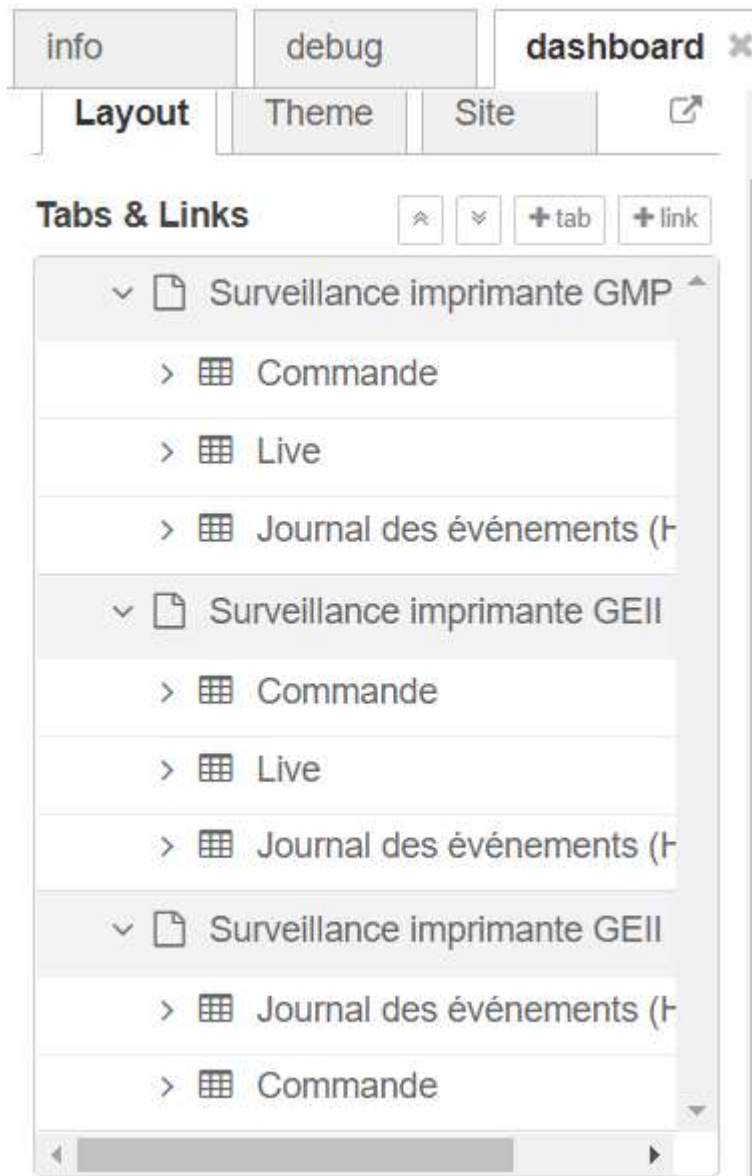 info debug dashboard
Layout Theme Site
Tabs & Links +tab +link
Surveillance imprimante GMP
Commande
Live
Journal des événements (H
Surveillance imprimante GEII
Commande
Live
Journal des événements (H
Surveillance imprimante GEII
Journal des événements (H
Commande